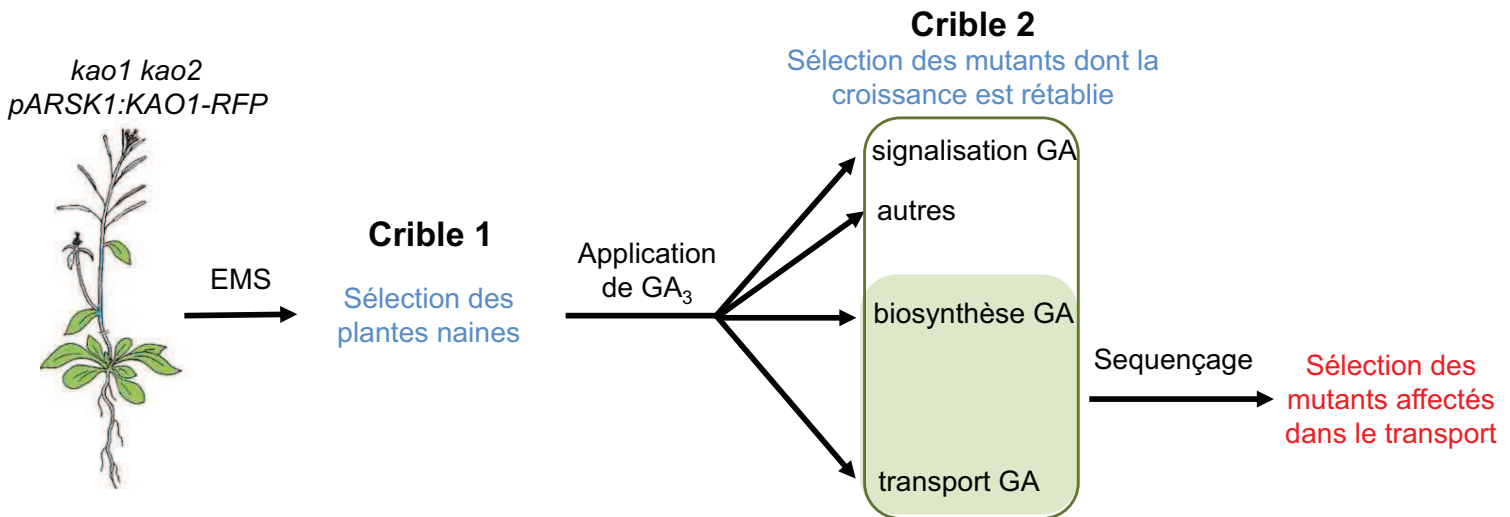 kao1 kao2
pARSK1:KAO1-RFP
EMS
Crible 1
Sélection des
plantes naines
Application
de GA3
Crible 2
Sélection des mutants dont la
croissance est rétablie
signalisation GA
autres
biosynthèse GA
transport GA
Sequençage
Sélection des
mutants affectés
dans le transport